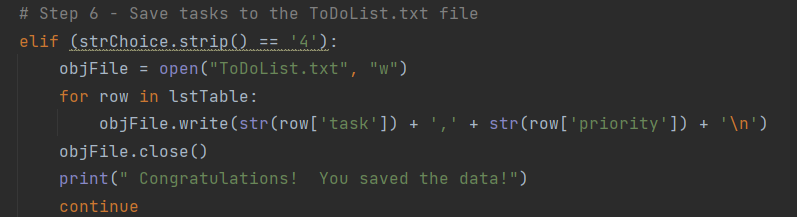 # Step 6 - Save tasks to the ToDoList.txt file
elif (strChoice.strip() == '4'):
    objFile = open("ToDoList.txt", "w")
    for row in lstTable:
        objFile.write(str(row['task']) + ',' + str(row['priority']) + '\n')
    objFile.close()
    print(" Congratulations!  You saved the data!")
    continue